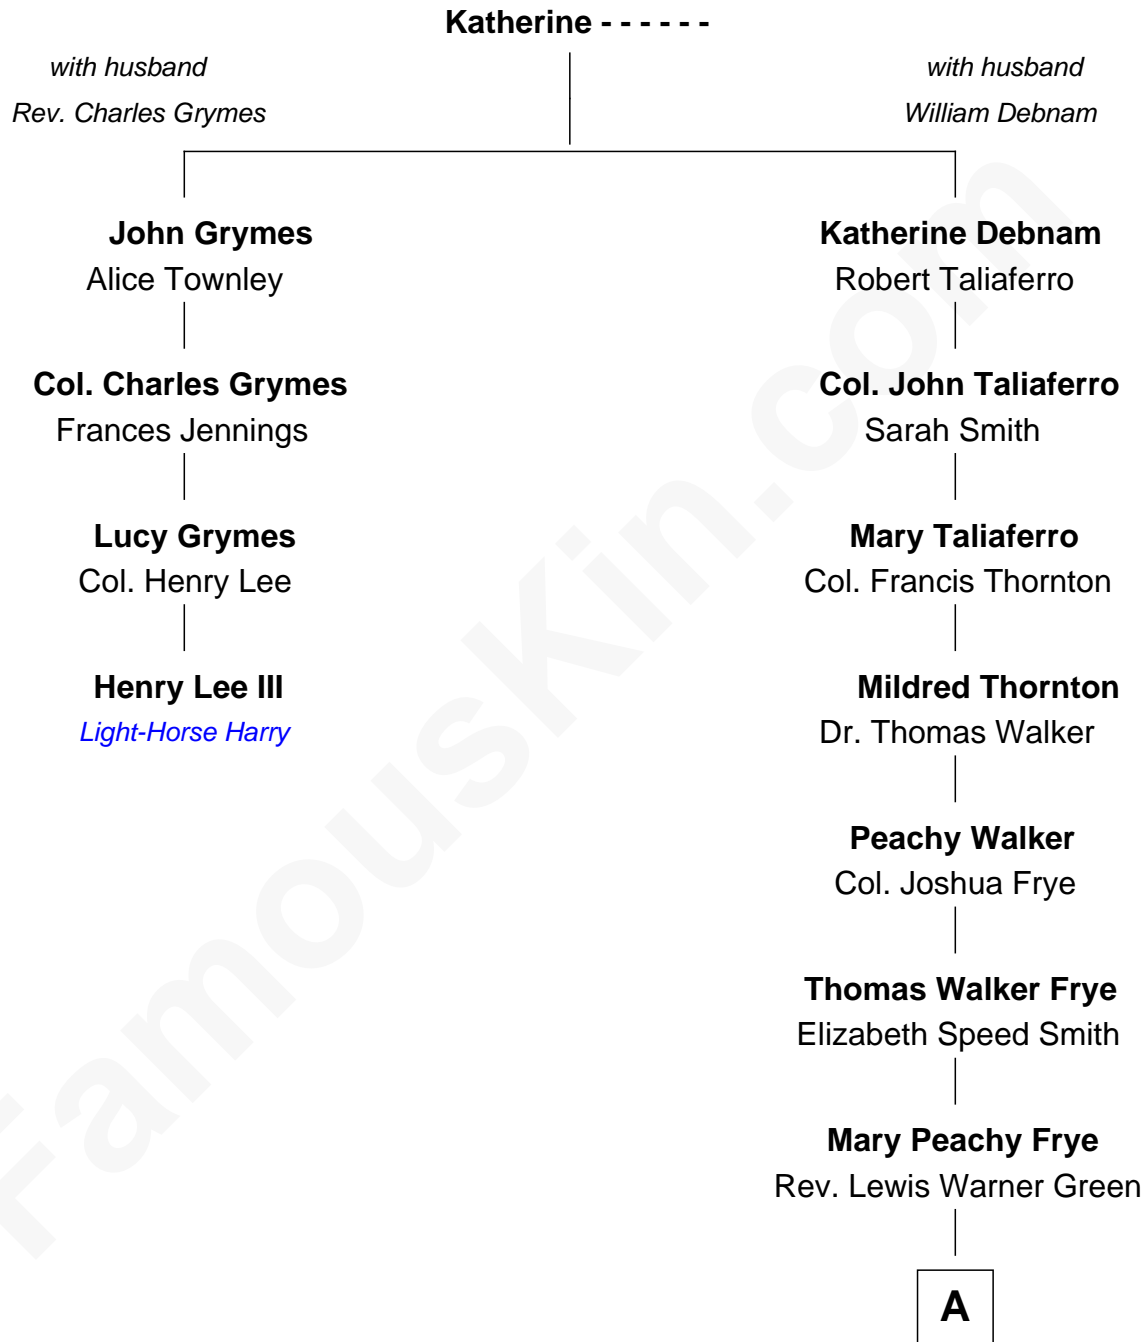 Katherine - - - - - -
with husband
Rev. Charles Grymes
with husband
William Debnam
John Grymes
Alice Townley
Col. Charles Grymes
Frances Jennings
Lucy Grymes
Col. Henry Lee
Henry Lee III
Light-Horse Harry
Katherine Debnam
Robert Taliaferro
Col. John Taliaferro
Sarah Smith
Mary Taliaferro
Col. Francis Thornton
Mildred Thornton
Dr. Thomas Walker
Peachy Walker
Col. Joshua Frye
Thomas Walker Frye
Elizabeth Speed Smith
Mary Peachy Frye
Rev. Lewis Warner Green
A
FamousKin.com